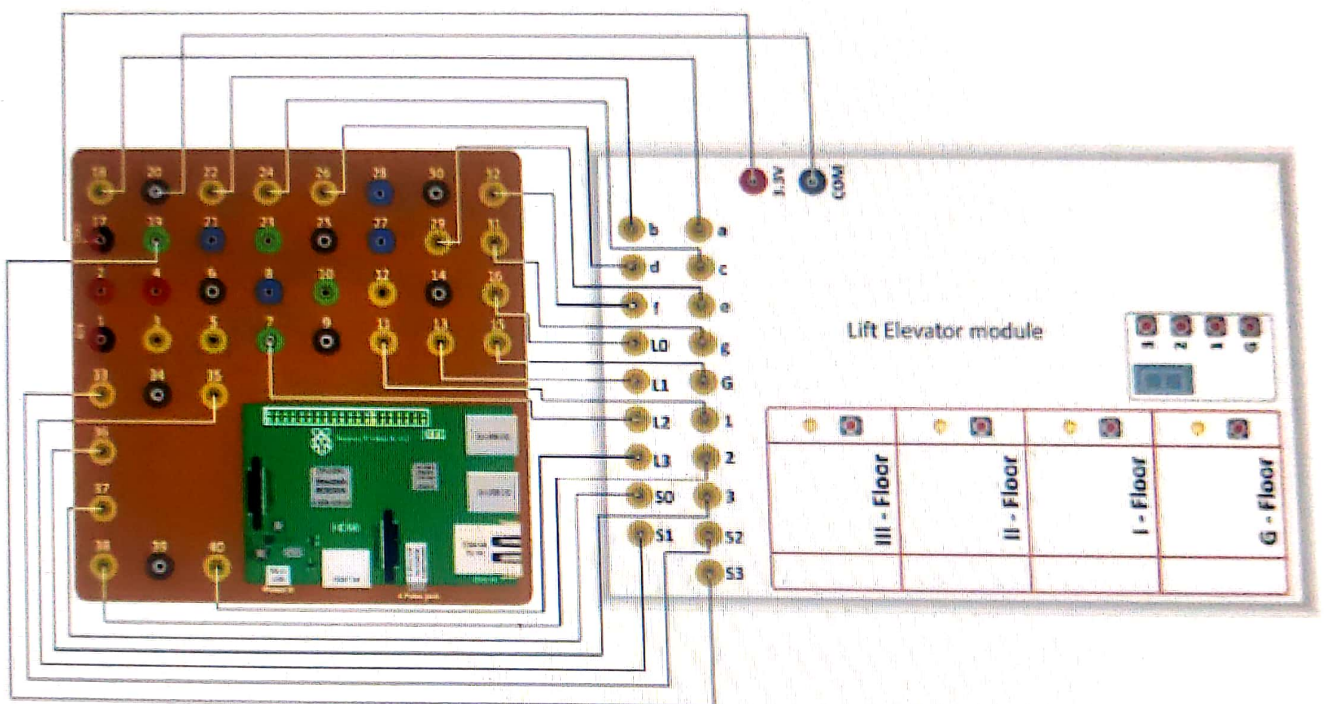 3.3V COM
18 20 22 24 26 28 30 32
17 19 21 23 25 27 29 31
2 4 6 8 10 12 14 16
1 3 5 7 9 11 13 15
33 34 35
36
37
38 39 40
HDMI
b a
d c
f e
L0 g
L1 G
L2 1
L3 2
S0 3
S1 S2
S3
Lift Elevator module
3 2 1 G
III - Floor
II - Floor
I - Floor
G - Floor